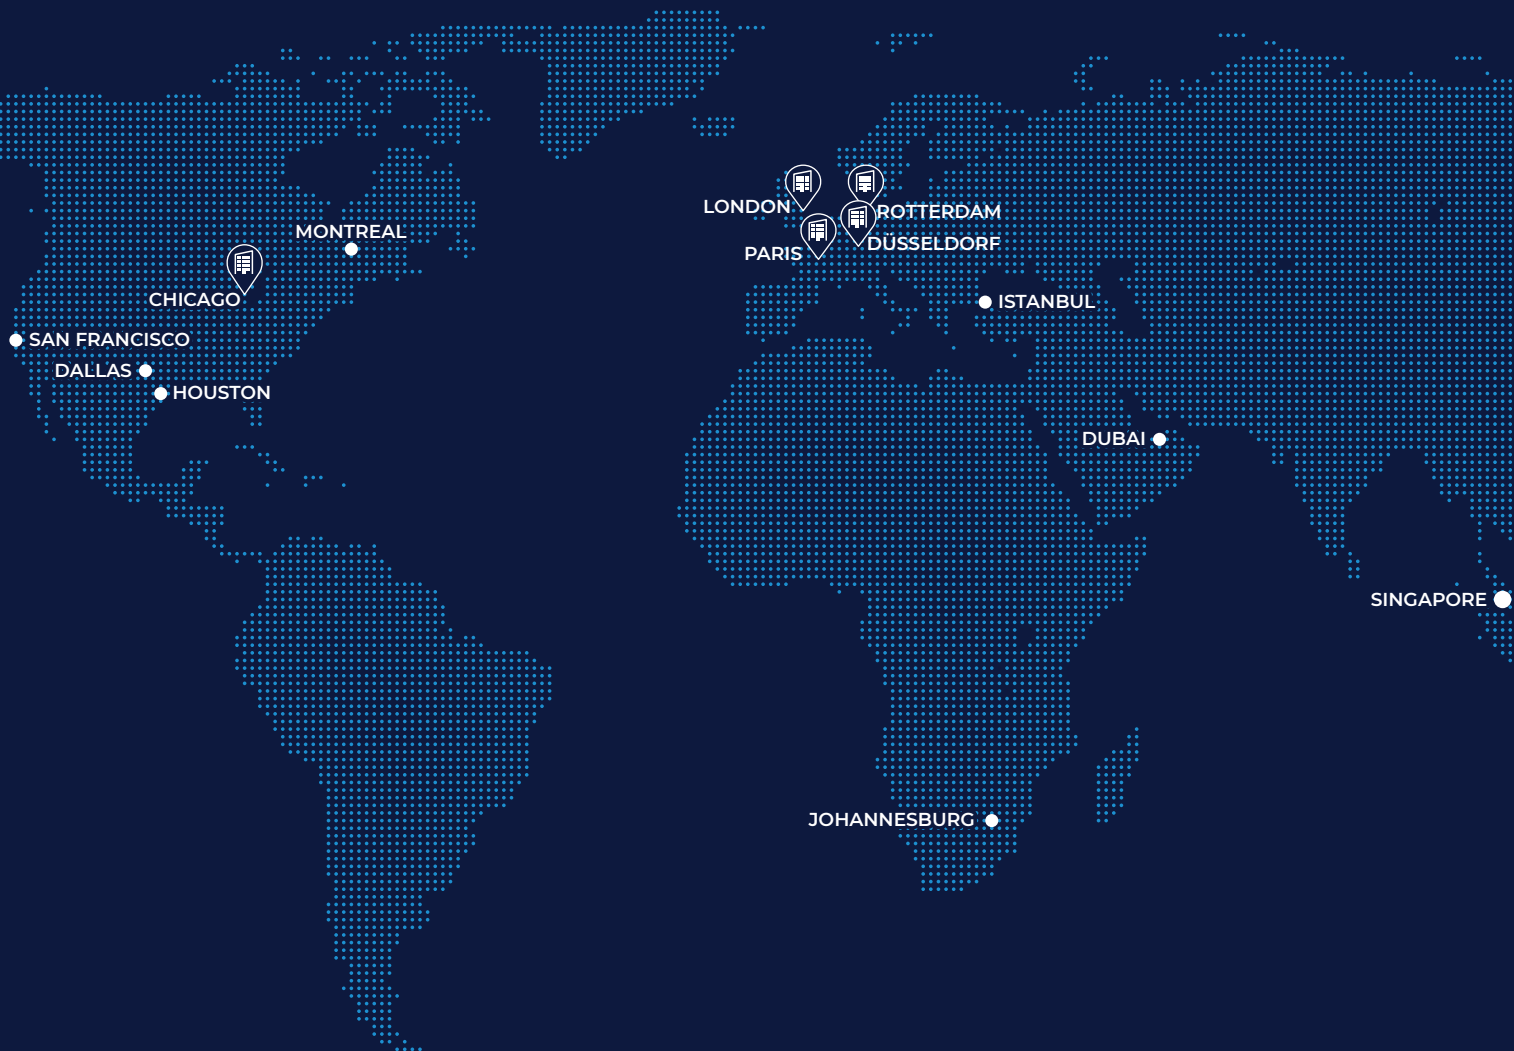 LONDON
ROTTERDAM
MONTREAL
DÜSSELDORF
PARIS
CHICAGO
ISTANBUL
SAN FRANCISCO
DALLAS
HOUSTON
DUBAI
SINGAPORE
JOHANNESBURG